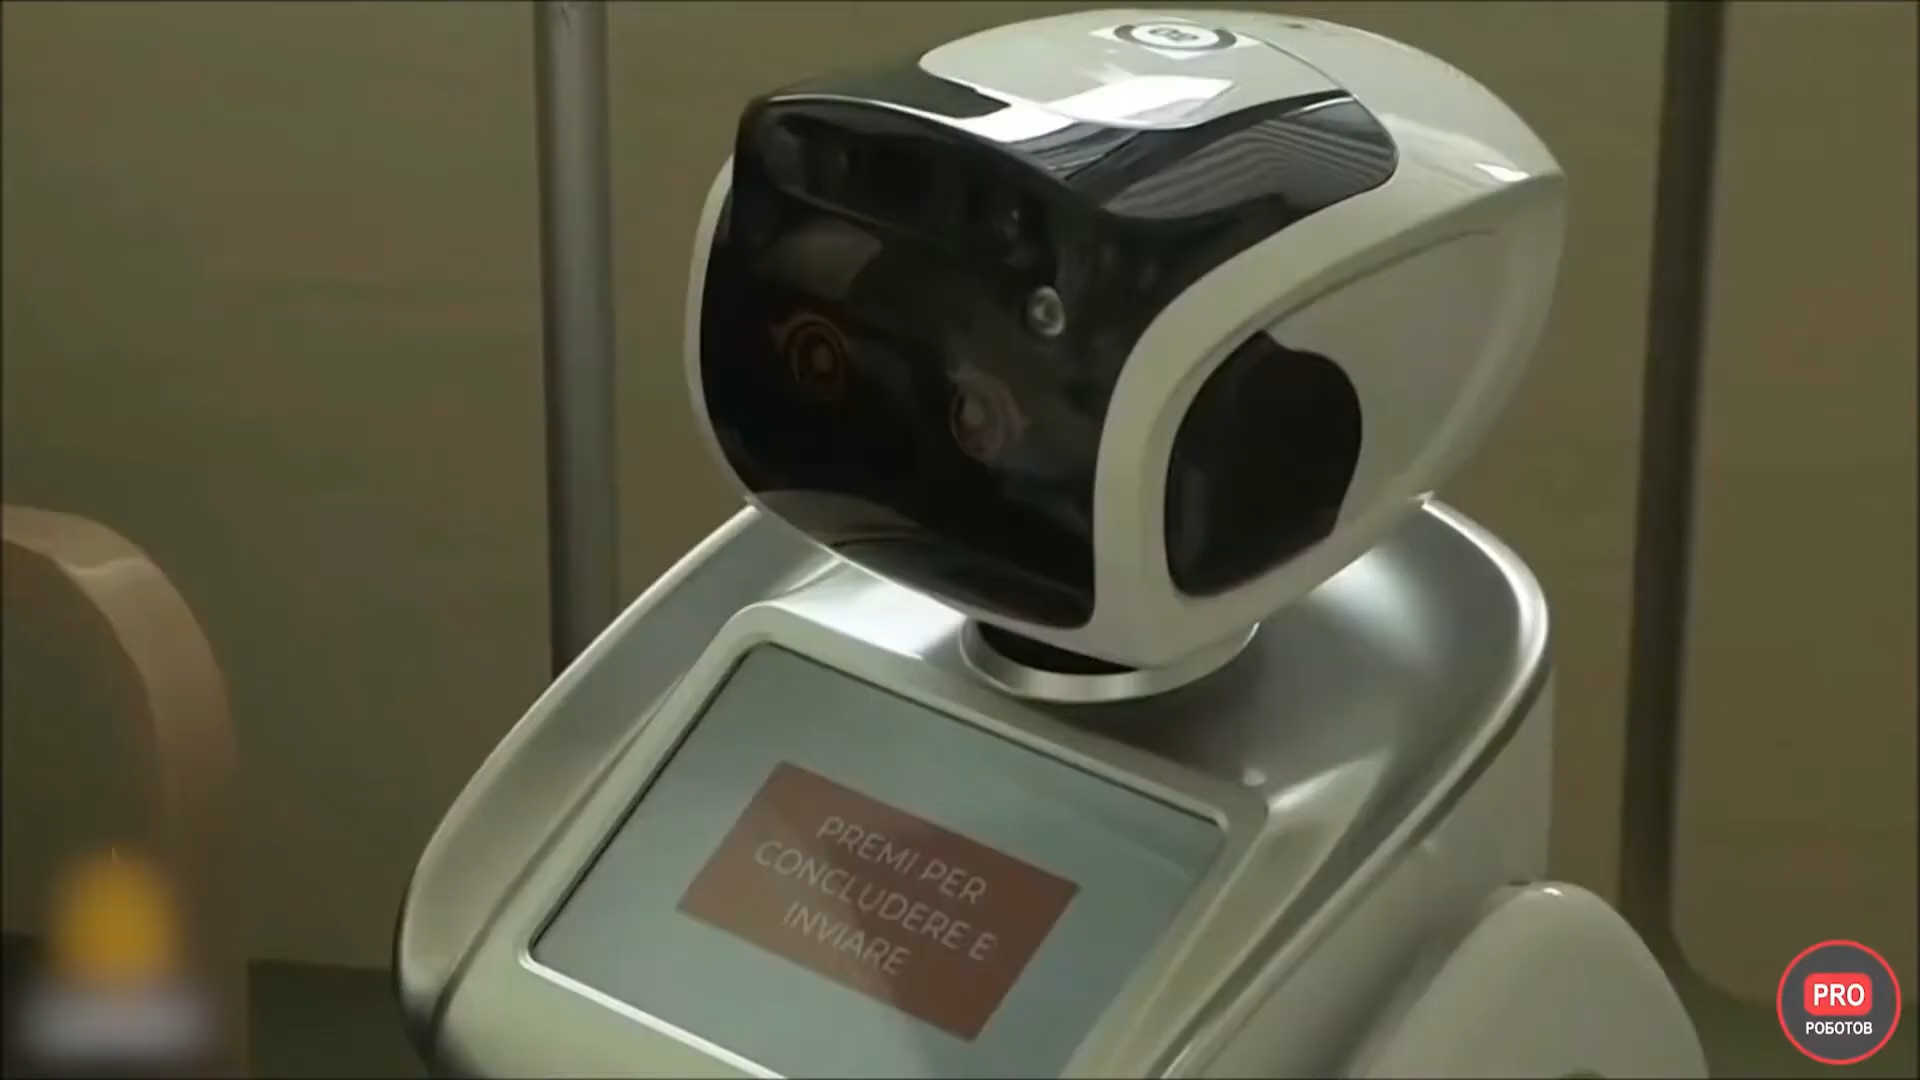 PREMI PER
CONCLUDERE E
INVIARE
PRO
РОБОТОВ